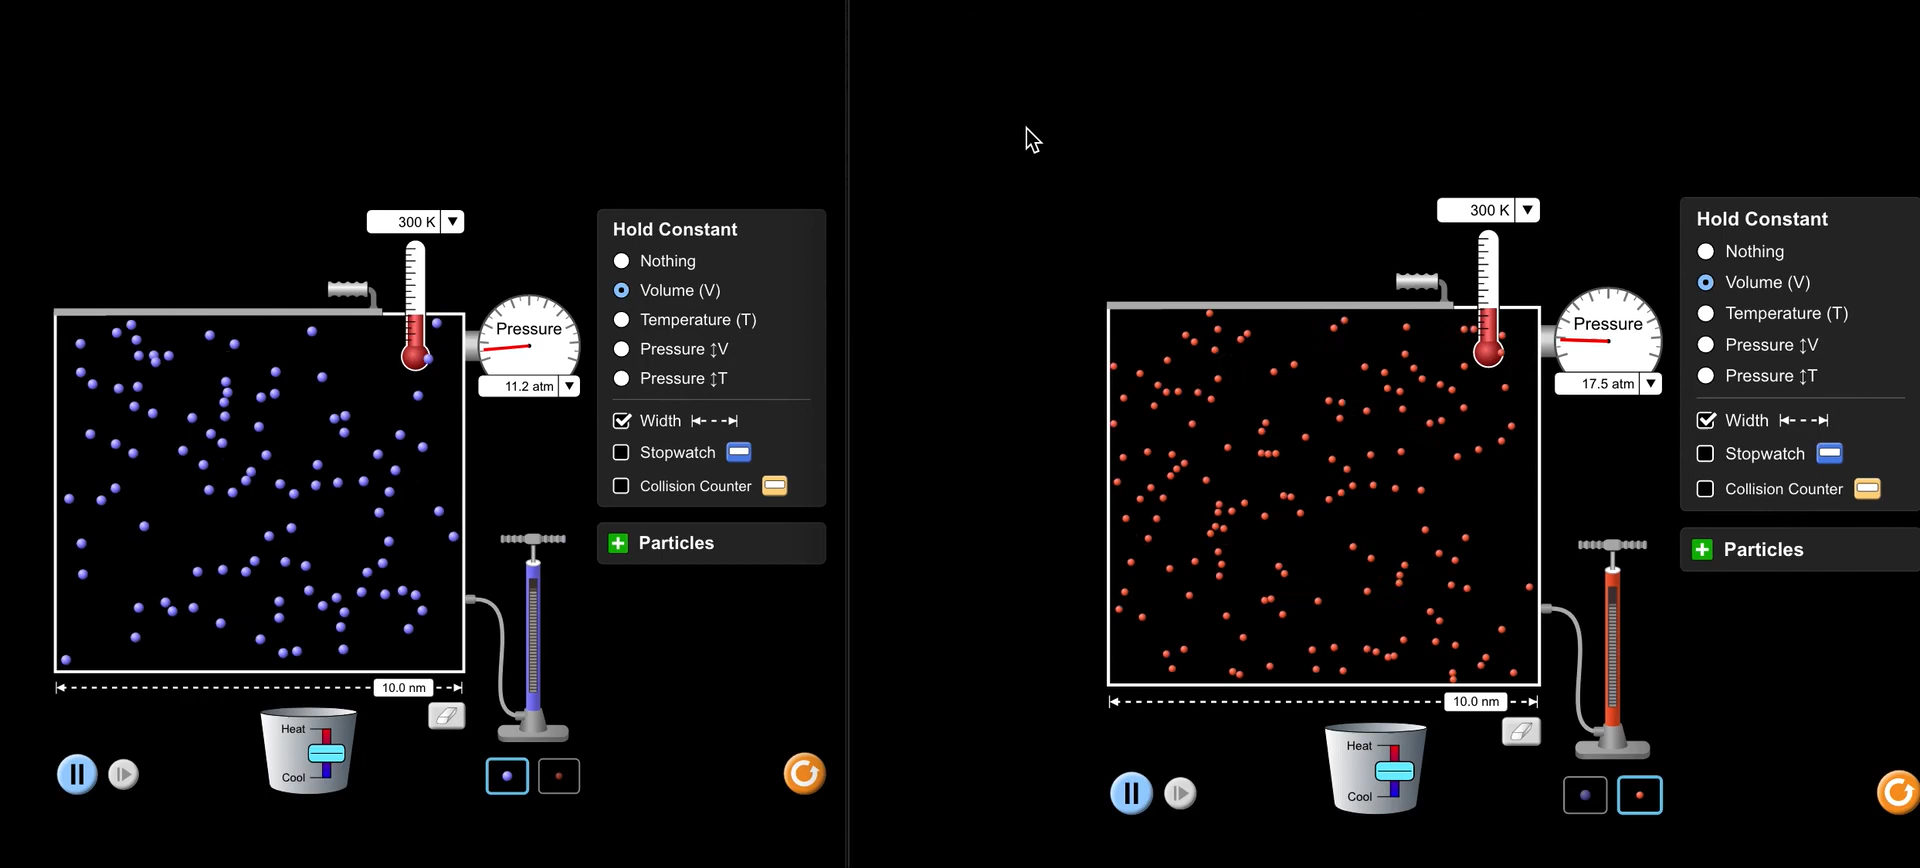 300 K
Hold Constant
Nothing
Volume (V)
Temperature (T)
Pressure ↕V
Pressure ↕T
Width
Stopwatch
Collision Counter
Particles
Pressure
11.2 atm
10.0 nm
Heat
Cool
300 K
Hold Constant
Nothing
Volume (V)
Temperature (T)
Pressure ↕V
Pressure ↕T
Width
Stopwatch
Collision Counter
Particles
Pressure
17.5 atm
10.0 nm
Heat
Cool